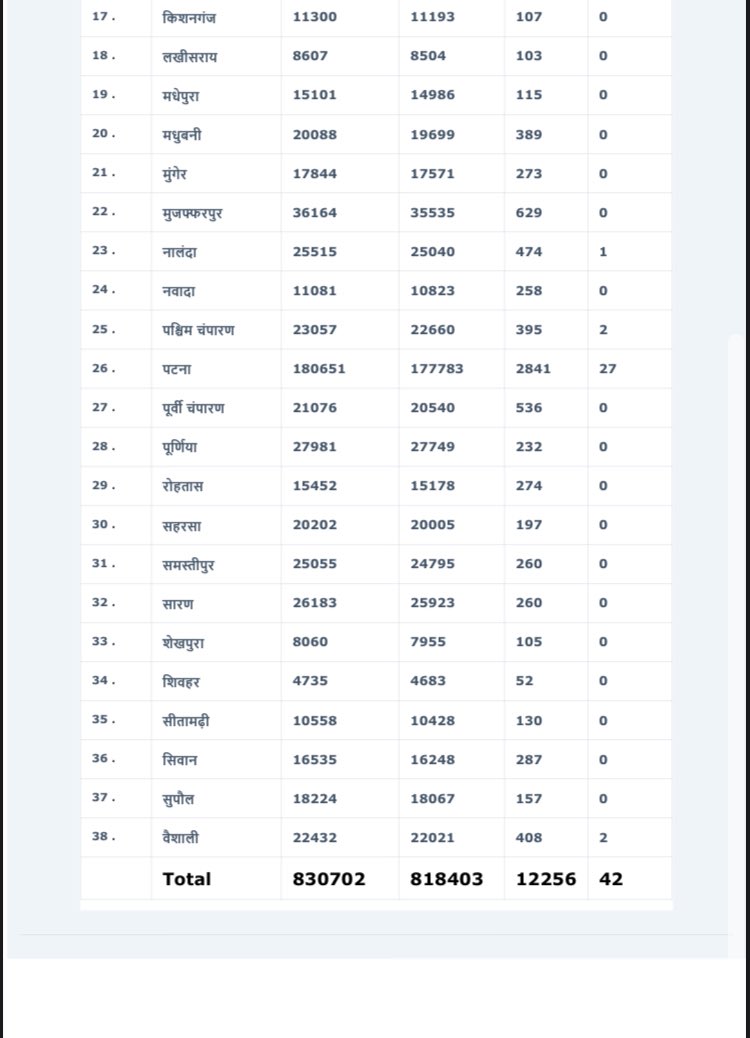 17 . किशनगंज 11300 11193 107 0
18 . लखीसराय 8607 8504 103 0
19 . मधेपुरा 15101 14986 115 0
20 . मधुबनी 20088 19699 389 0
21 . मुंगेर 17844 17571 273 0
22 . मुजफ्फरपुर 36164 35535 629 0
23 . नालंदा 25515 25040 474 1
24 . नवादा 11081 10823 258 0
25 . पश्चिम चंपारण 23057 22660 395 2
26 . पटना 180651 177783 2841 27
27 . पूर्वी चंपारण 21076 20540 536 0
28 . पूर्णिया 27981 27749 232 0
29 . रोहतास 15452 15178 274 0
30 . सहरसा 20202 20005 197 0
31 . समस्तीपुर 25055 24795 260 0
32 . सारण 26183 25923 260 0
33 . शेखपुरा 8060 7955 105 0
34 . शिवहर 4735 4683 52 0
35 . सीतामढ़ी 10558 10428 130 0
36 . सिवान 16535 16248 287 0
37 . सुपौल 18224 18067 157 0
38 . वैशाली 22432 22021 408 2
Total 830702 818403 12256 42